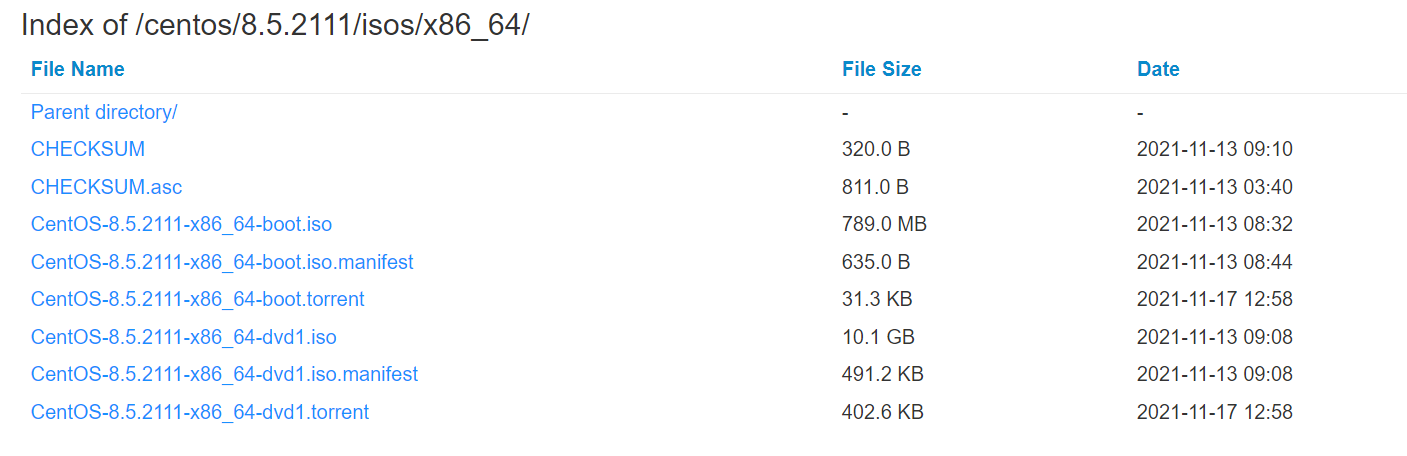 Index of /centos/8.5.2111/isos/x86_64/
File Name File Size Date
Parent directory/ - -
CHECKSUM 320.0 B 2021-11-13 09:10
CHECKSUM.asc 811.0 B 2021-11-13 03:40
CentOS-8.5.2111-x86_64-boot.iso 789.0 MB 2021-11-13 08:32
CentOS-8.5.2111-x86_64-boot.iso.manifest 635.0 B 2021-11-13 08:44
CentOS-8.5.2111-x86_64-boot.torrent 31.3 KB 2021-11-17 12:58
CentOS-8.5.2111-x86_64-dvd1.iso 10.1 GB 2021-11-13 09:08
CentOS-8.5.2111-x86_64-dvd1.iso.manifest 491.2 KB 2021-11-13 09:08
CentOS-8.5.2111-x86_64-dvd1.torrent 402.6 KB 2021-11-17 12:58